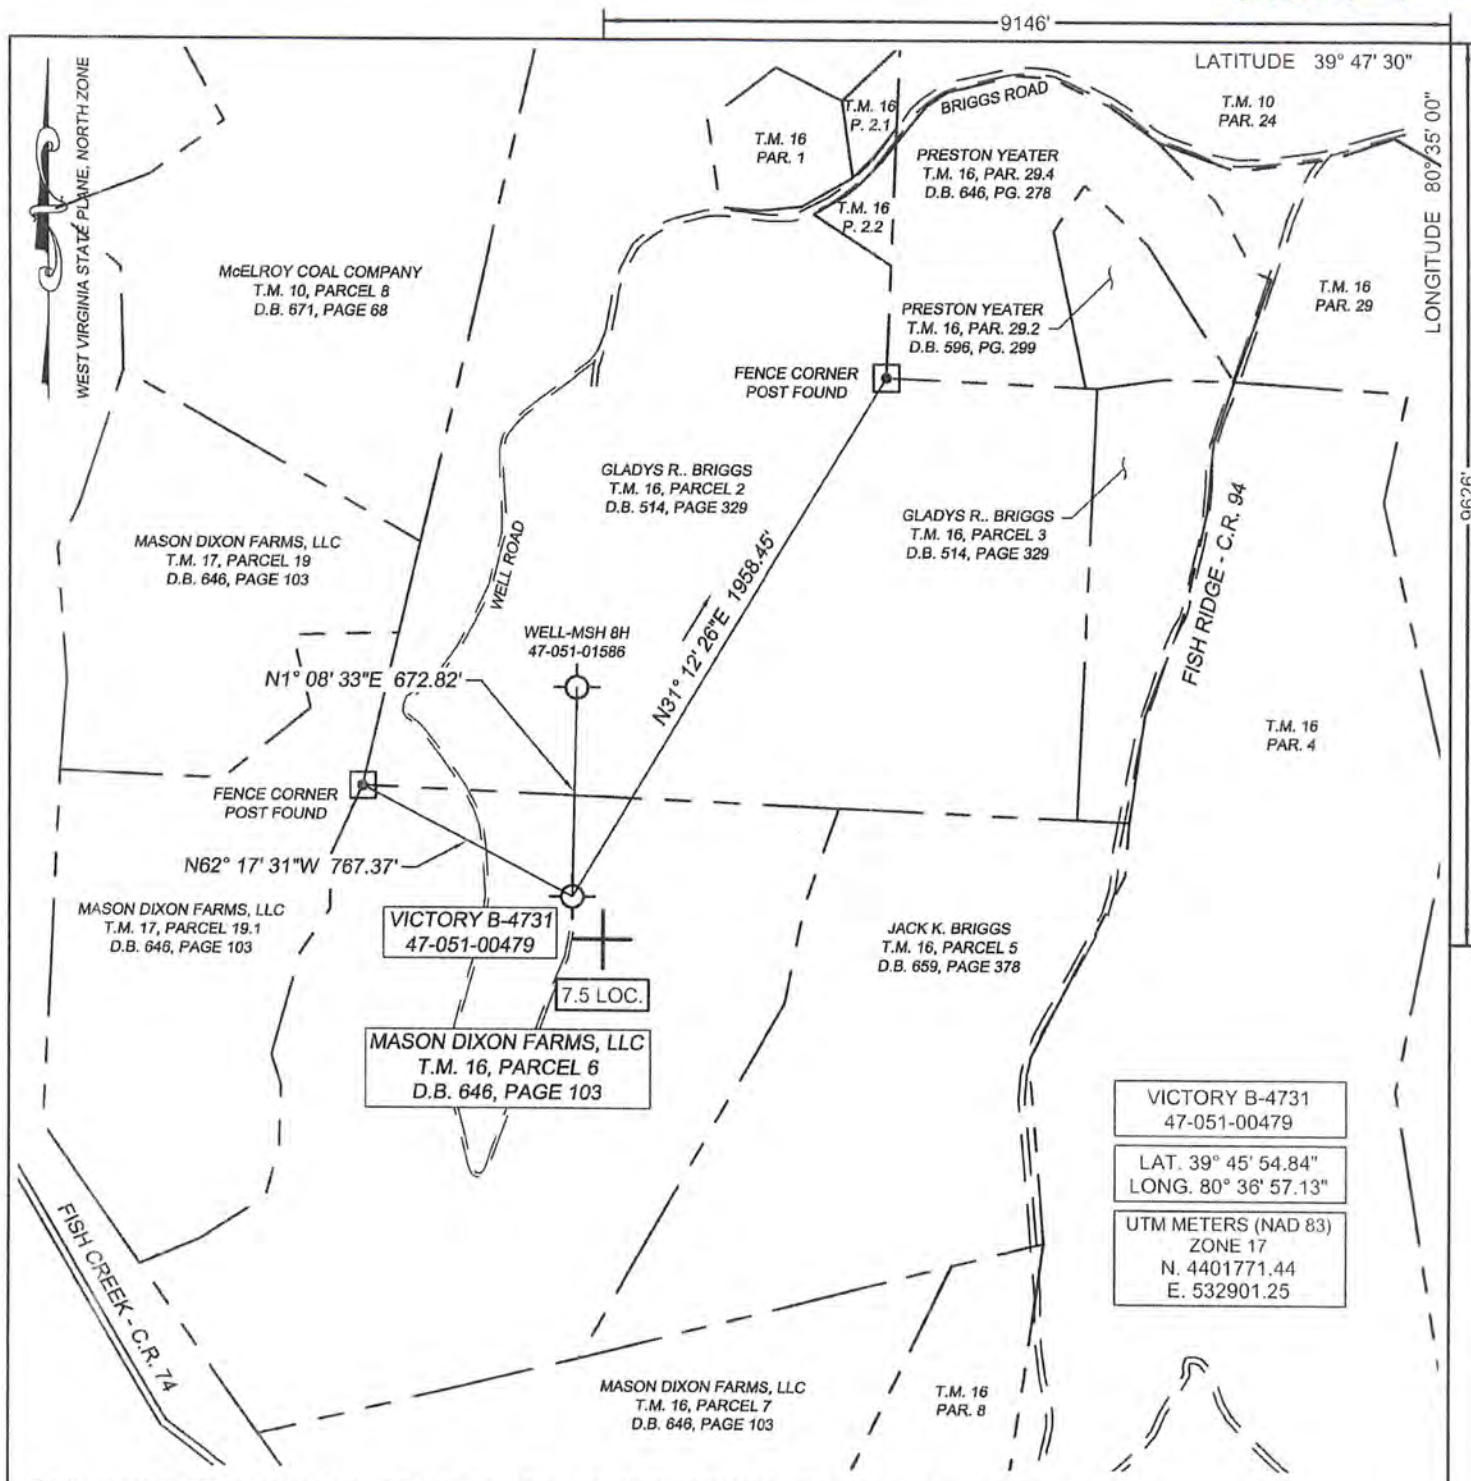 9146'
LATITUDE 39° 47' 30"
LONGITUDE 80° 35' 00"
9626'
WEST VIRGINIA STATE PLANE, NORTH ZONE
BRIGGS ROAD
T.M. 10
PAR. 24
T.M. 16
P. 2.1
T.M. 16
PAR. 1
PRESTON YEATER
T.M. 16, PAR. 29.4
D.B. 646, PG. 278
T.M. 16
P. 2.2
McELROY COAL COMPANY
T.M. 10, PARCEL 8
D.B. 671, PAGE 68
T.M. 16
PAR. 29
PRESTON YEATER
T.M. 16, PAR. 29.2
D.B. 596, PG. 299
FENCE CORNER
POST FOUND
GLADYS R.. BRIGGS
T.M. 16, PARCEL 2
D.B. 514, PAGE 329
GLADYS R.. BRIGGS
T.M. 16, PARCEL 3
D.B. 514, PAGE 329
FISH RIDGE - C.R. 94
MASON DIXON FARMS, LLC
T.M. 17, PARCEL 19
D.B. 646, PAGE 103
WELL ROAD
N31° 12' 26"E 1958.45'
WELL-MSH 8H
47-051-01586
N1° 08' 33"E 672.82'
T.M. 16
PAR. 4
FENCE CORNER
POST FOUND
N62° 17' 31"W 767.37'
MASON DIXON FARMS, LLC
T.M. 17, PARCEL 19.1
D.B. 646, PAGE 103
VICTORY B-4731
47-051-00479
JACK K. BRIGGS
T.M. 16, PARCEL 5
D.B. 659, PAGE 378
7.5 LOC.
MASON DIXON FARMS, LLC
T.M. 16, PARCEL 6
D.B. 646, PAGE 103
VICTORY B-4731
47-051-00479
LAT. 39° 45' 54.84"
LONG. 80° 36' 57.13"
UTM METERS (NAD 83)
ZONE 17
N. 4401771.44
E. 532901.25
FISH CREEK - C.R. 74
MASON DIXON FARMS, LLC
T.M. 16, PARCEL 7
D.B. 646, PAGE 103
T.M. 16
PAR. 8